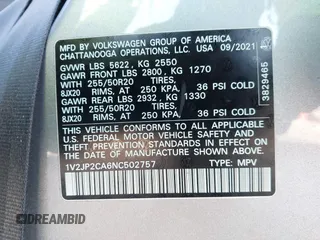 MFD. BY VOLKSWAGEN GROUP OF AMERICA
CHATTANOOGA OPERATIONS, LLC. USA 09/2021
GVWR LBS 5622, KG 2550
GAWR FRONT LBS 2800, KG 1270
255/50R20 TIRES,
8JX20 RIMS, AT 250 KPA, 36 PSI COLD
GAWR REAR LBS 2932, KG 1330
255/50R20 TIRES,
8JX20 RIMS, AT 250 KPA, 36 PSI COLD
THIS VEHICLE CONFORMS TO ALL APPLICABLE
U.S. FEDERAL MOTOR VEHICLE SAFETY AND
THEFT PREVENTION STANDARDS IN EFFECT ON
THE DATE OF MANUFACTURE SHOWN ABOVE.
1V2JP2CA6NC502757 TYPE: MPV
3829465
DREAMBID